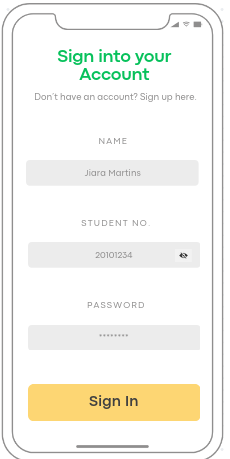 Sign into your
Account
Don't have an account? Sign up here.
NAME
Jiara Martins
STUDENT NO.
20101234
PASSWORD
********
Sign In